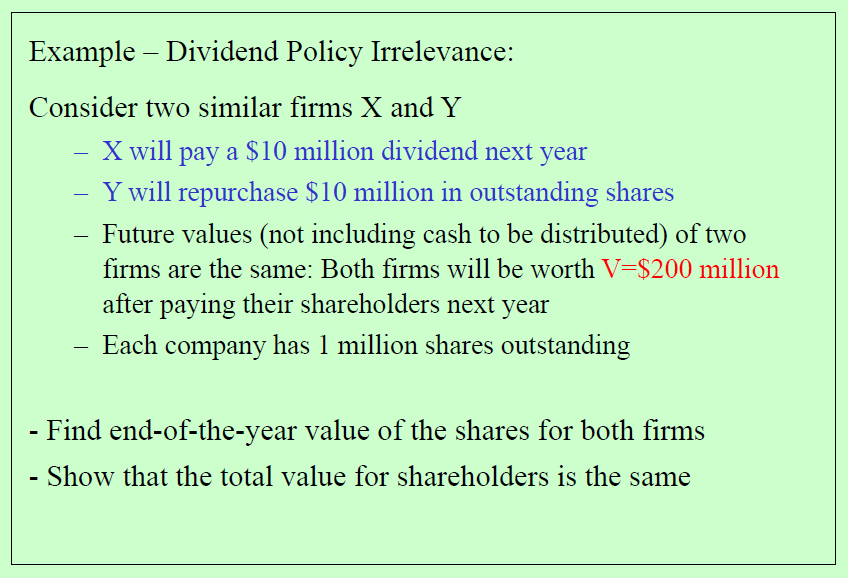 Example – Dividend Policy Irrelevance:
Consider two similar firms X and Y
– X will pay a $10 million dividend next year
– Y will repurchase $10 million in outstanding shares
– Future values (not including cash to be distributed) of two
firms are the same: Both firms will be worth V=$200 million
after paying their shareholders next year
– Each company has 1 million shares outstanding
- Find end-of-the-year value of the shares for both firms
- Show that the total value for shareholders is the same